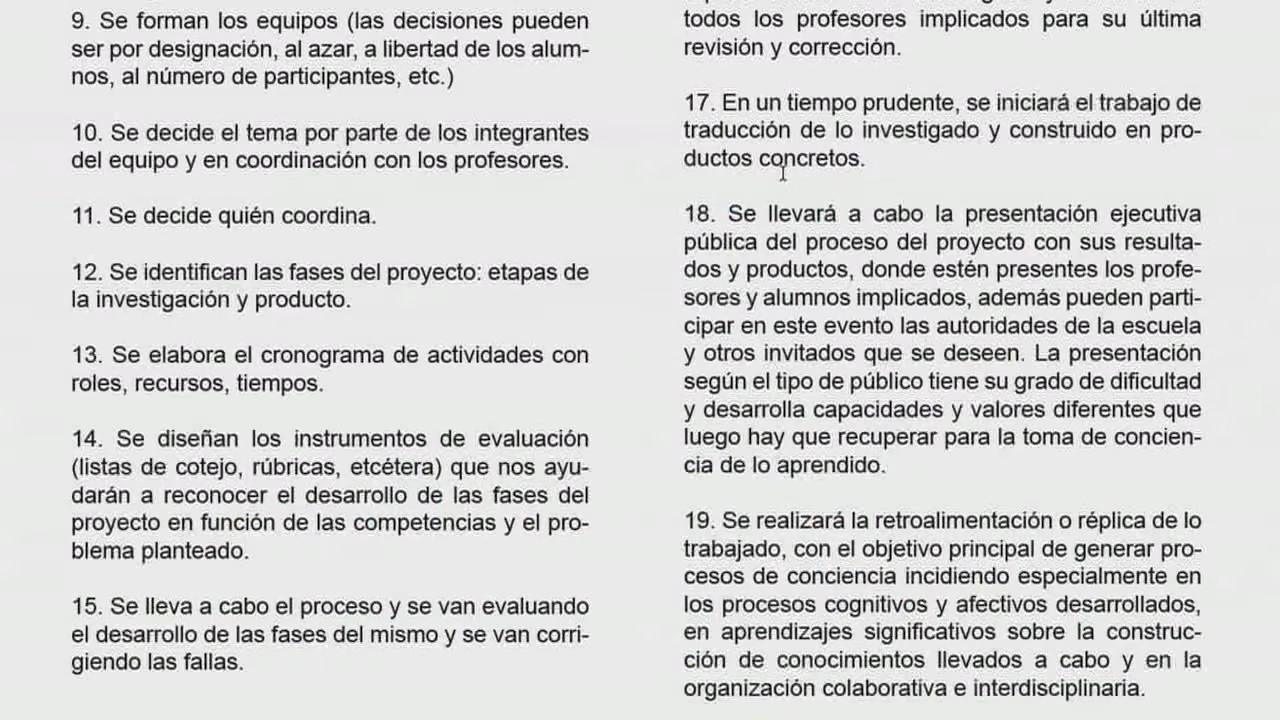 9. Se forman los equipos (las decisiones pueden
ser por designación, al azar, a libertad de los alum-
nos, al número de participantes, etc.)
10. Se decide el tema por parte de los integrantes
del equipo y en coordinación con los profesores.
11. Se decide quién coordina.
12. Se identifican las fases del proyecto: etapas de
la investigación y producto.
13. Se elabora el cronograma de actividades con
roles, recursos, tiempos.
14. Se diseñan los instrumentos de evaluación
(listas de cotejo, rúbricas, etcétera) que nos ayu-
darán a reconocer el desarrollo de las fases del
proyecto en función de las competencias y el pro-
blema planteado.
15. Se lleva a cabo el proceso y se van evaluando
el desarrollo de las fases del mismo y se van corri-
giendo las fallas.
todos los profesores implicados para su última
revisión y corrección.
17. En un tiempo prudente, se iniciará el trabajo de
traducción de lo investigado y construido en pro-
ductos concretos.
18. Se llevará a cabo la presentación ejecutiva
pública del proceso del proyecto con sus resulta-
dos y productos, donde estén presentes los profe-
sores y alumnos implicados, además pueden parti-
cipar en este evento las autoridades de la escuela
y otros invitados que se deseen. La presentación
según el tipo de público tiene su grado de dificultad
y desarrolla capacidades y valores diferentes que
luego hay que recuperar para la toma de concien-
cia de lo aprendido.
19. Se realizará la retroalimentación o réplica de lo
trabajado, con el objetivo principal de generar pro-
cesos de conciencia incidiendo especialmente en
los procesos cognitivos y afectivos desarrollados,
en aprendizajes significativos sobre la construc-
ción de conocimientos llevados a cabo y en la
organización colaborativa e interdisciplinaria.